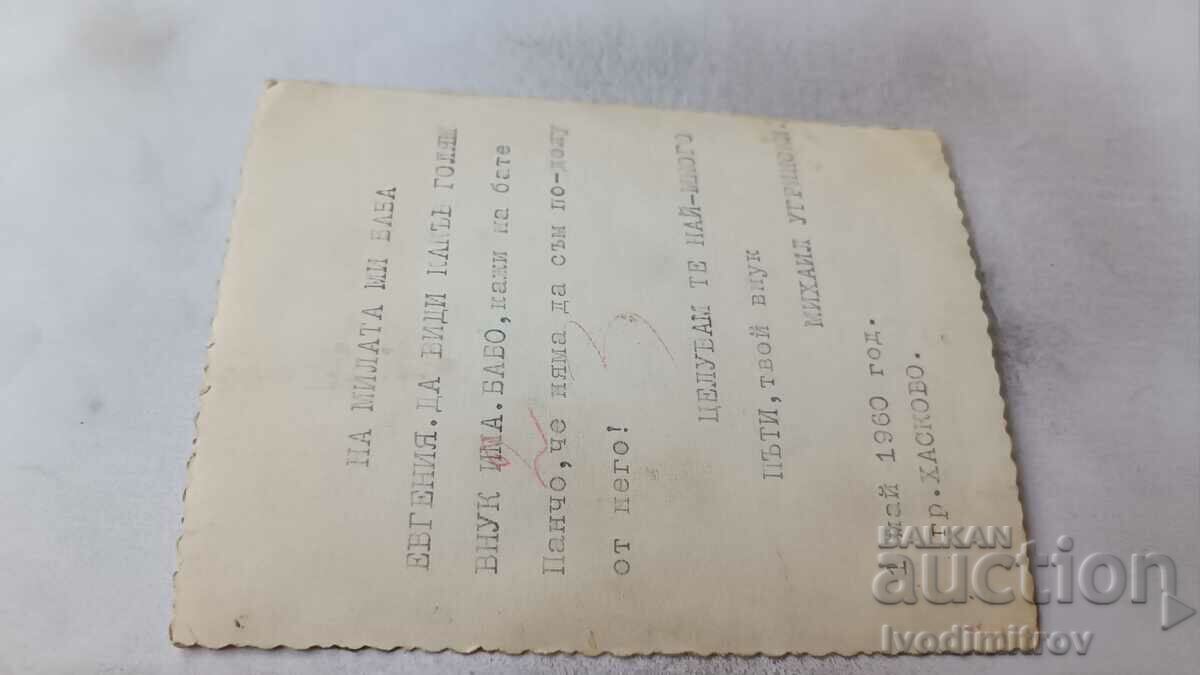 НА МИЛАТА МИ БАБА
ЕВГЕНИЯ.ДА ВИДИ КАКЪВ ГОЛЯМ
ВНУК ИМА.БАБО,кажи на бате
Панчо,че няма да съм по-долу
от него!
ЦЕЛУВАМ ТЕ НАЙ-МНОГО
ПЪТИ,ТВОЙ ВНУК
МИХАИЛ
1 май 1960 год.
гр.ХАСКОВО.
BALKAN
auction
Ivodimitrov